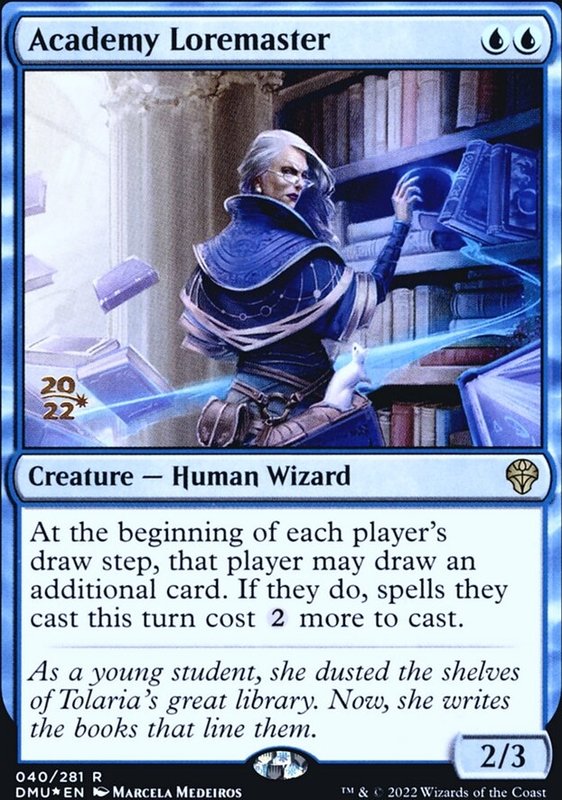 Academy Loremaster
20
22
Creature — Human Wizard
At the beginning of each player's
draw step, that player may draw an
additional card. If they do, spells they
cast this turn cost 2 more to cast.
As a young student, she dusted the shelves
of Tolaria's great library. Now, she writes
the books that line them.
2/3
040/281 R
DMU★EN Marcela Medeiros
™ & © 2022 Wizards of the Coast